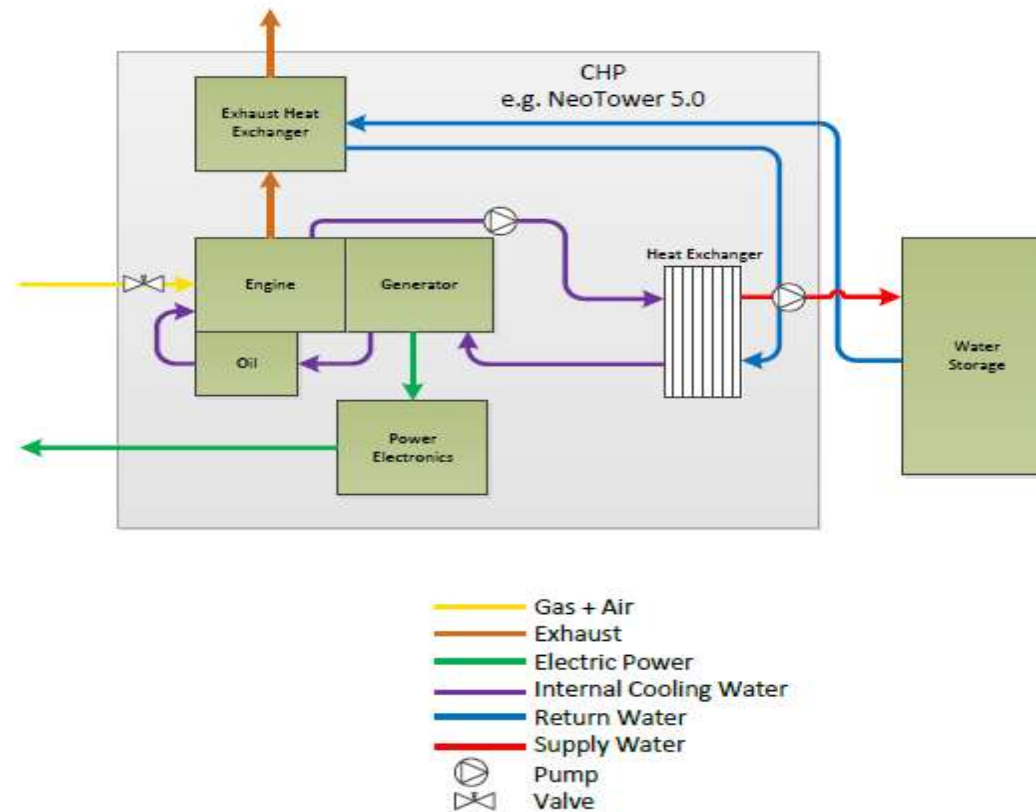 CHP
e.g. NeoTower 5.0
Exhaust Heat
Exchanger
Heat Exchanger
Engine
Generator
Oil
Water
Storage
Power
Electronics
Gas + Air
Exhaust
Electric Power
Internal Cooling Water
Return Water
Supply Water
Pump
Valve